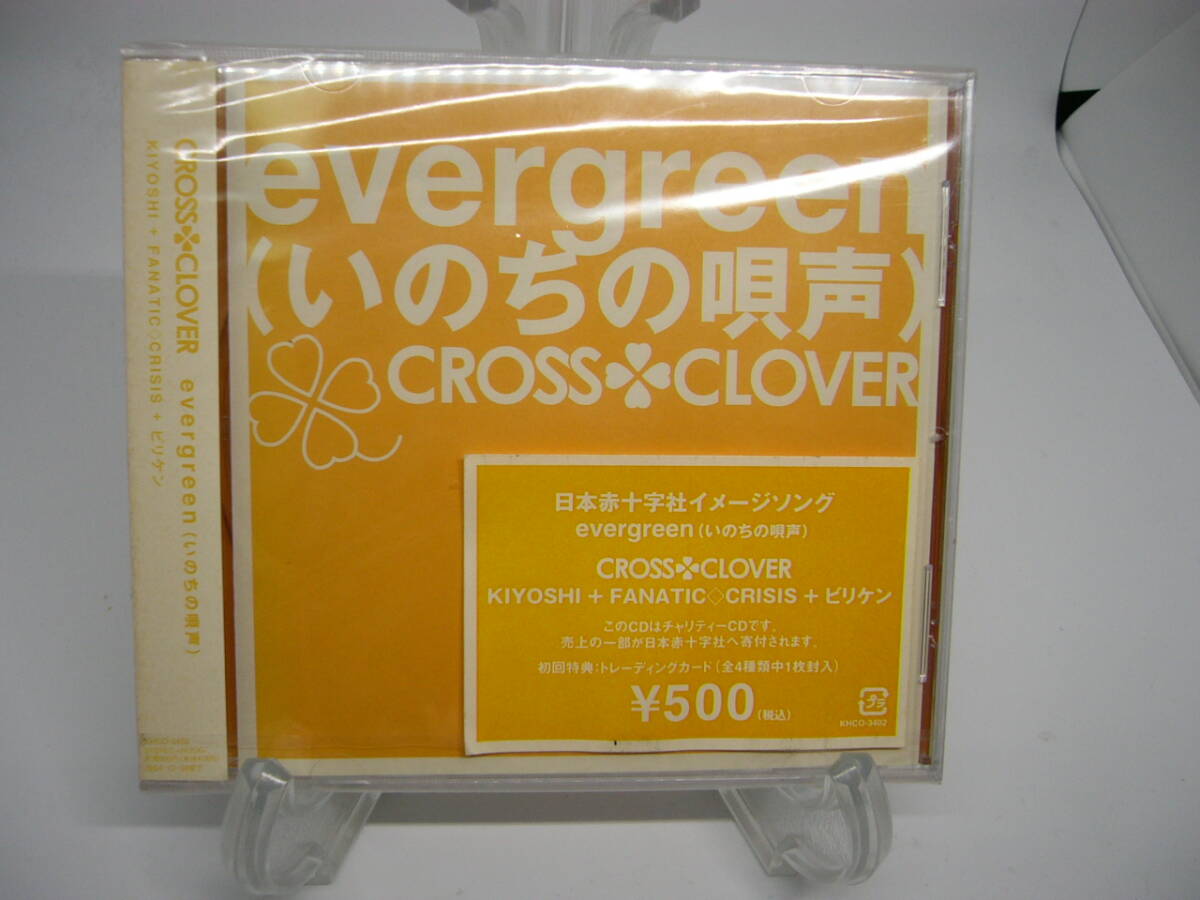 CROSS CLOVER evergreen(いのちの唄声)
KIYOSHI + FANATIC◇CRISIS + ビリケン
evergreen
(いのちの唄声)
CROSS CLOVER
日本赤十字社イメージソング
evergreen(いのちの唄声)
CROSS CLOVER
KIYOSHI + FANATIC◇CRISIS + ビリケン
このCDはチャリティーCDです。
売上の一部が日本赤十字社へ寄付されます。
初回特典:トレーディングカード(全4種類中1枚封入)
¥500(税込)
プラ
KHCO-3402